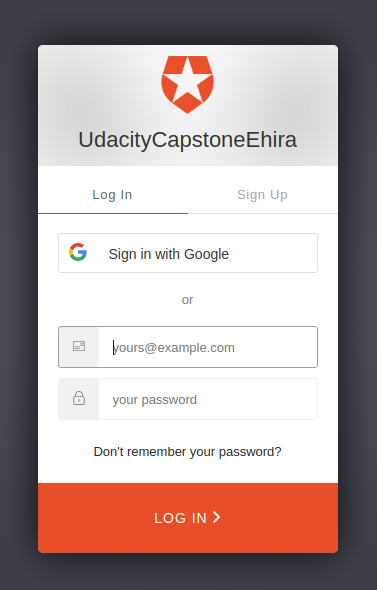 UdacityCapstoneEhira
Log In
Sign Up
Sign in with Google
or
yours@example.com
your password
Don't remember your password?
LOG IN